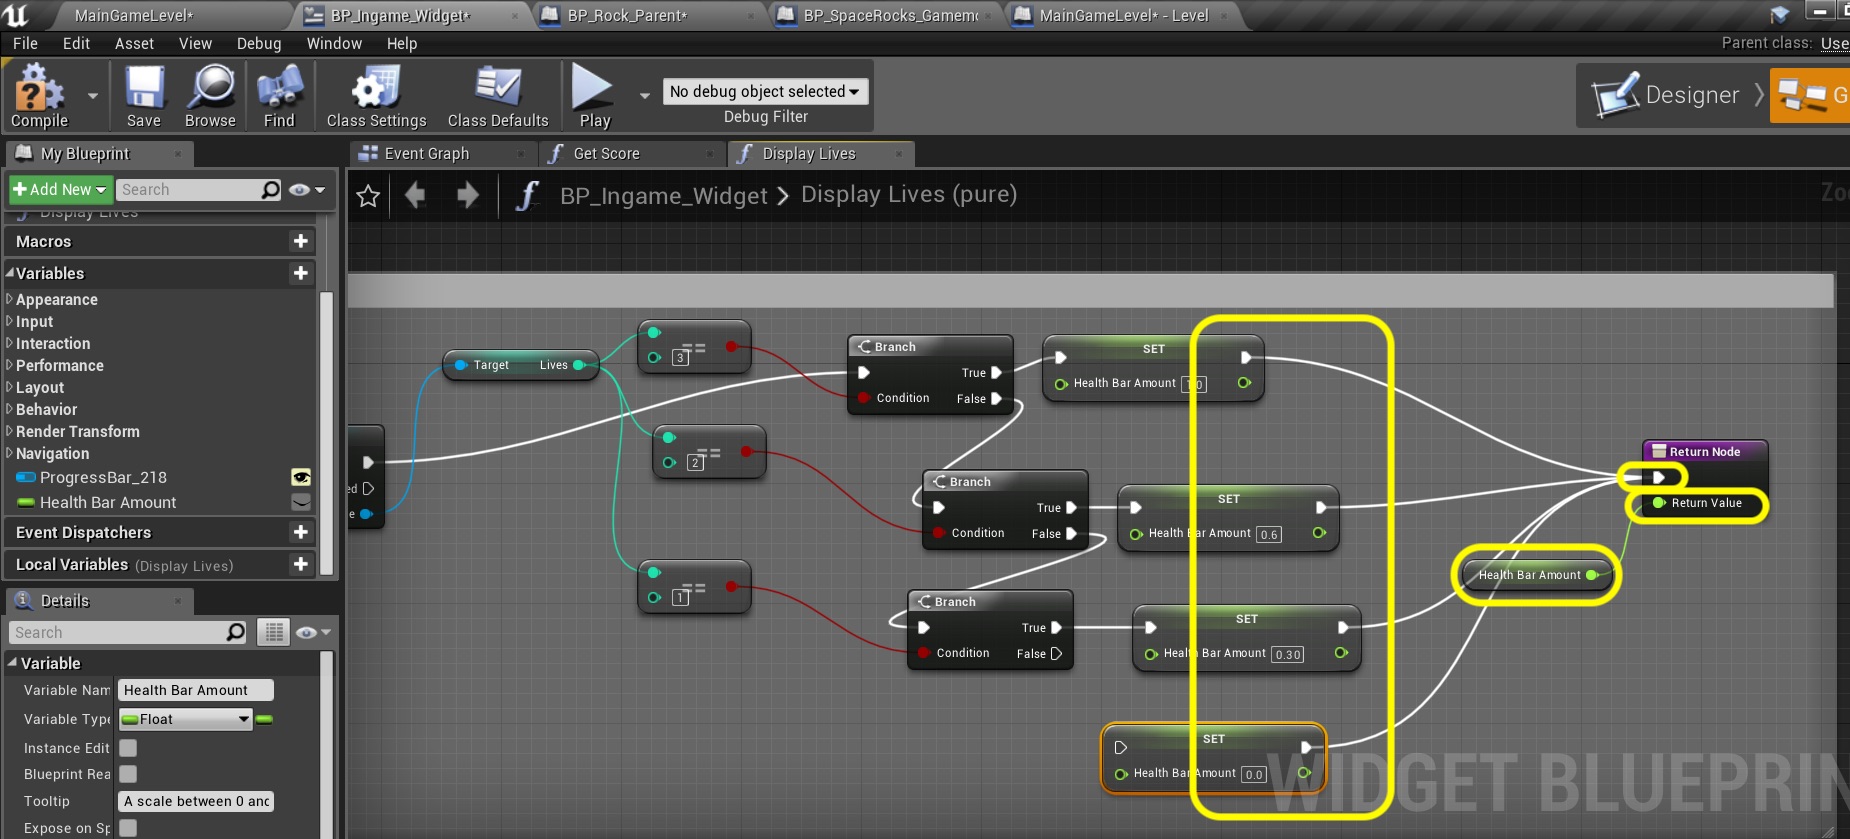 MainGameLevel*
BP_Ingame_Widget*
BP_Rock_Parent*
BP_SpaceRocks_Gamem
MainGameLevel* - Level
File Edit Asset View Debug Window Help
Parent class: Use
Compile
Save
Browse
Find
Class Settings
Class Defaults
Play
No debug object selected
Debug Filter
Designer
G
My Blueprint
Event Graph
Get Score
Display Lives
Add New
Search
BP_Ingame_Widget > Display Lives (pure)
Zo
Display Lives
Macros
Variables
Appearance
Input
Interaction
Performance
Layout
Behavior
Render Transform
Navigation
ProgressBar_218
Health Bar Amount
Event Dispatchers
Local Variables (Display Lives)
Details
Search
Variable
Variable Nam Health Bar Amount
Variable Type Float
Instance Edit
Blueprint Rea
Tooltip A scale between 0 and
Expose on Sp
Target Lives
==
3
==
2
==
1
ed
e
Branch
True
Condition False
SET
Health Bar Amount 1.0
Branch
True
Condition False
SET
Health Bar Amount 0.6
Branch
True
Condition False
SET
Health Bar Amount 0.30
SET
Health Bar Amount 0.0
Return Node
Return Value
Health Bar Amount
WIDGET BLUEPRIN